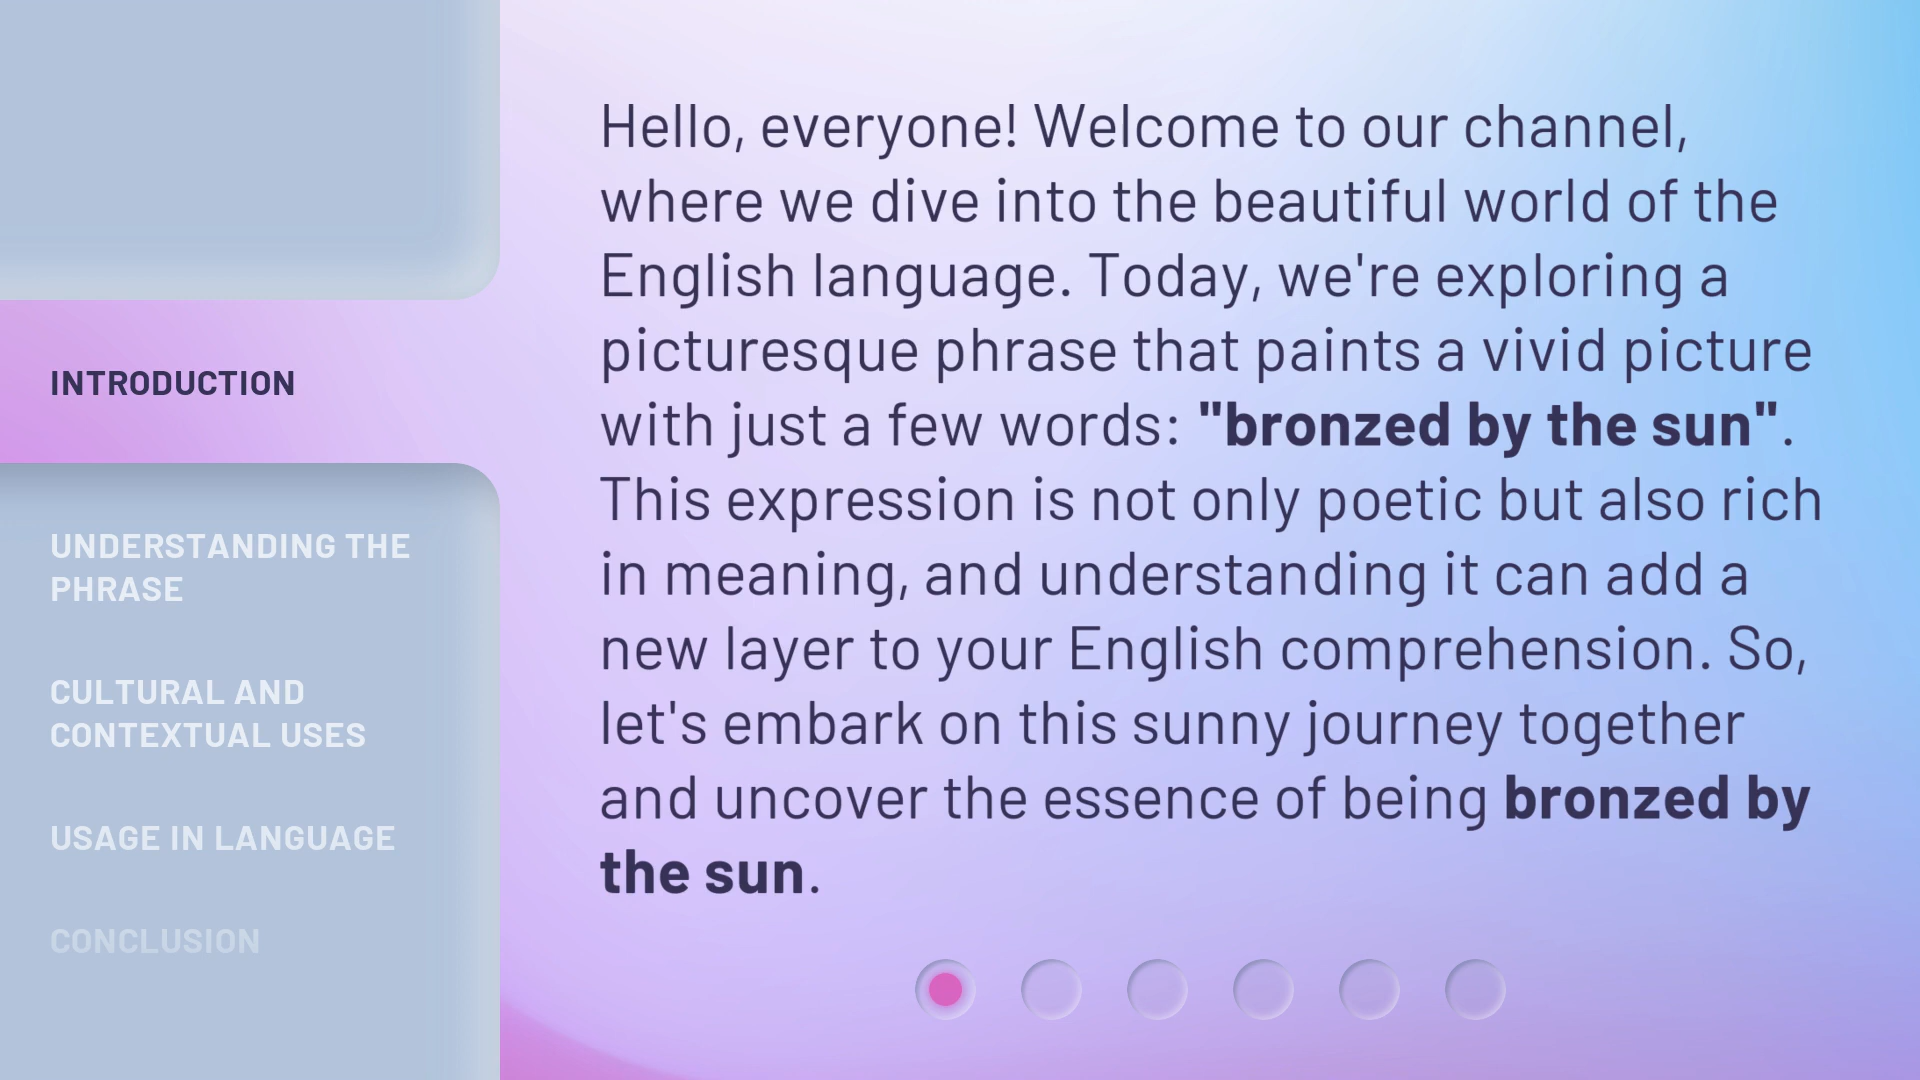 INTRODUCTION
UNDERSTANDING THE
PHRASE
CULTURAL AND
CONTEXTUAL USES
USAGE IN LANGUAGE
CONCLUSION
Hello, everyone! Welcome to our channel,
where we dive into the beautiful world of the
English language. Today, we're exploring a
picturesque phrase that paints a vivid picture
with just a few words: "bronzed by the sun".
This expression is not only poetic but also rich
in meaning, and understanding it can add a
new layer to your English comprehension. So,
let's embark on this sunny journey together
and uncover the essence of being bronzed by
the sun.